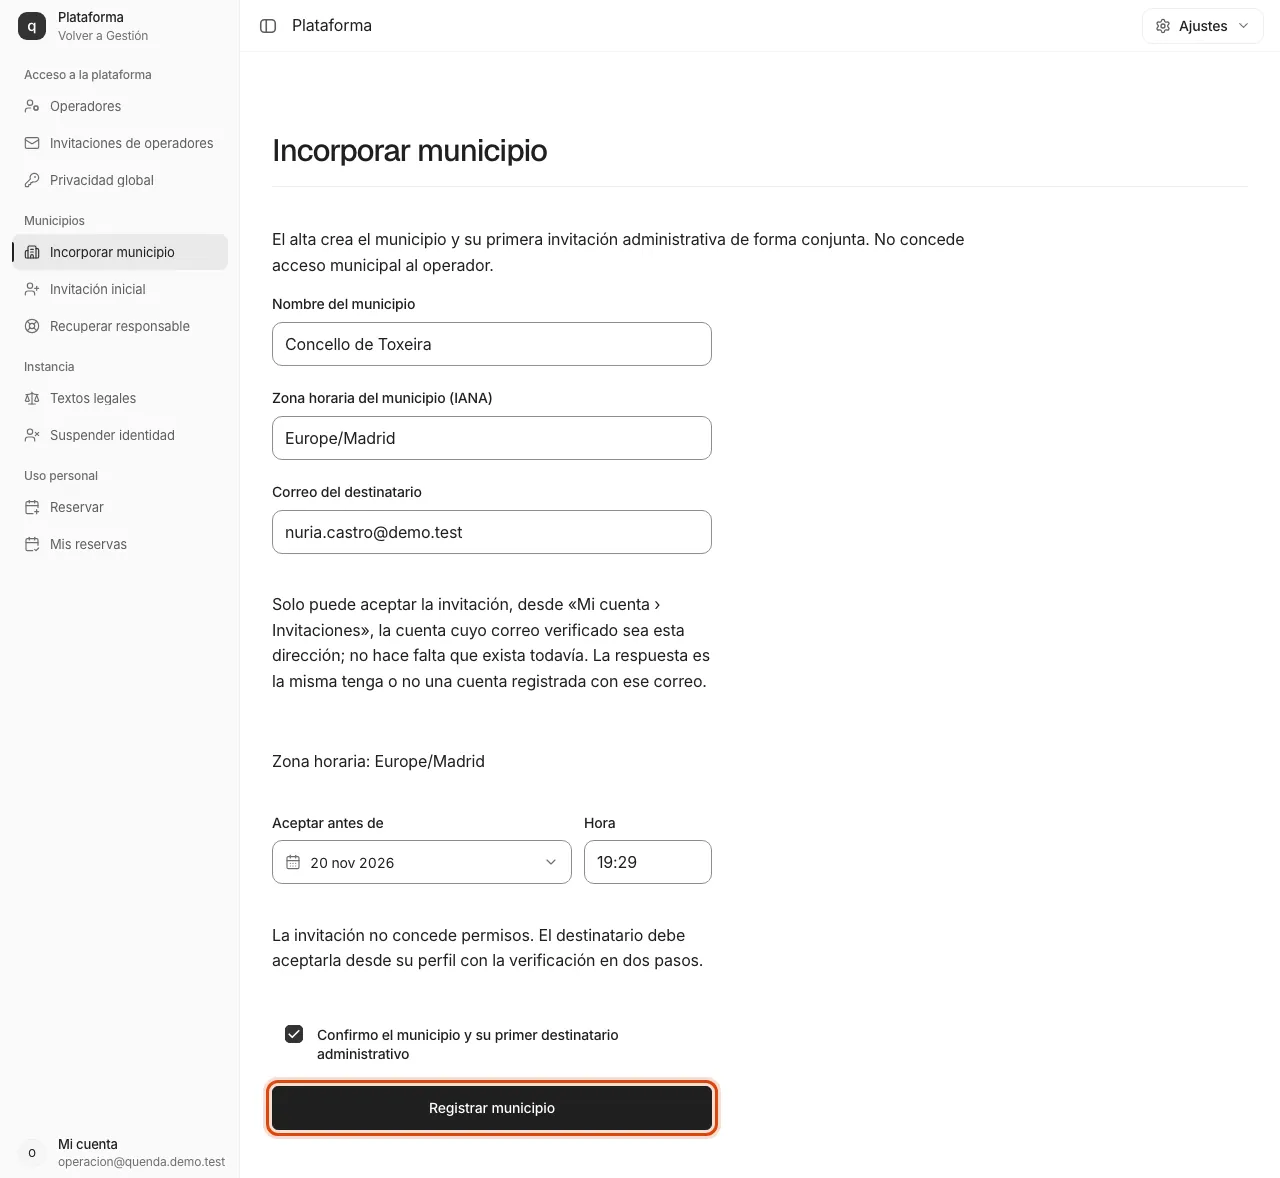 q
Plataforma
Volver a Gestión
Acceso a la plataforma
Operadores
Invitaciones de operadores
Privacidad global
Municipios
Incorporar municipio
Invitación inicial
Recuperar responsable
Instancia
Textos legales
Suspender identidad
Uso personal
Reservar
Mis reservas
o
Mi cuenta
operacion@quenda.demo.test
Plataforma
Ajustes
Incorporar municipio
El alta crea el municipio y su primera invitación administrativa de forma conjunta. No concede
acceso municipal al operador.
Nombre del municipio
Concello de Toxeira
Zona horaria del municipio (IANA)
Europe/Madrid
Correo del destinatario
nuria.castro@demo.test
Solo puede aceptar la invitación, desde «Mi cuenta ›
Invitaciones», la cuenta cuyo correo verificado sea esta
dirección; no hace falta que exista todavía. La respuesta es
la misma tenga o no una cuenta registrada con ese correo.
Zona horaria: Europe/Madrid
Aceptar antes de
Hora
20 nov 2026
19:29
La invitación no concede permisos. El destinatario debe
aceptarla desde su perfil con la verificación en dos pasos.
Confirmo el municipio y su primer destinatario
administrativo
Registrar municipio